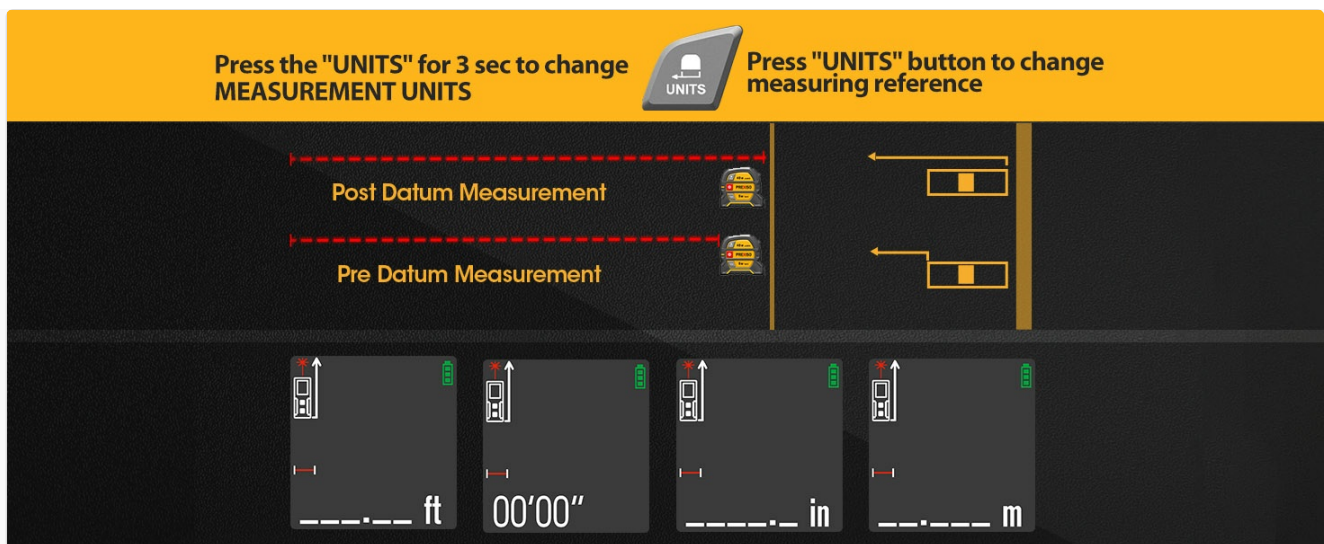 Press the "UNITS" for 3 sec to change
MEASUREMENT UNITS
UNITS
Press "UNITS" button to change
measuring reference
Post Datum Measurement
Pre Datum Measurement
___.__ ft
00'00"
____._ in
__.___ m